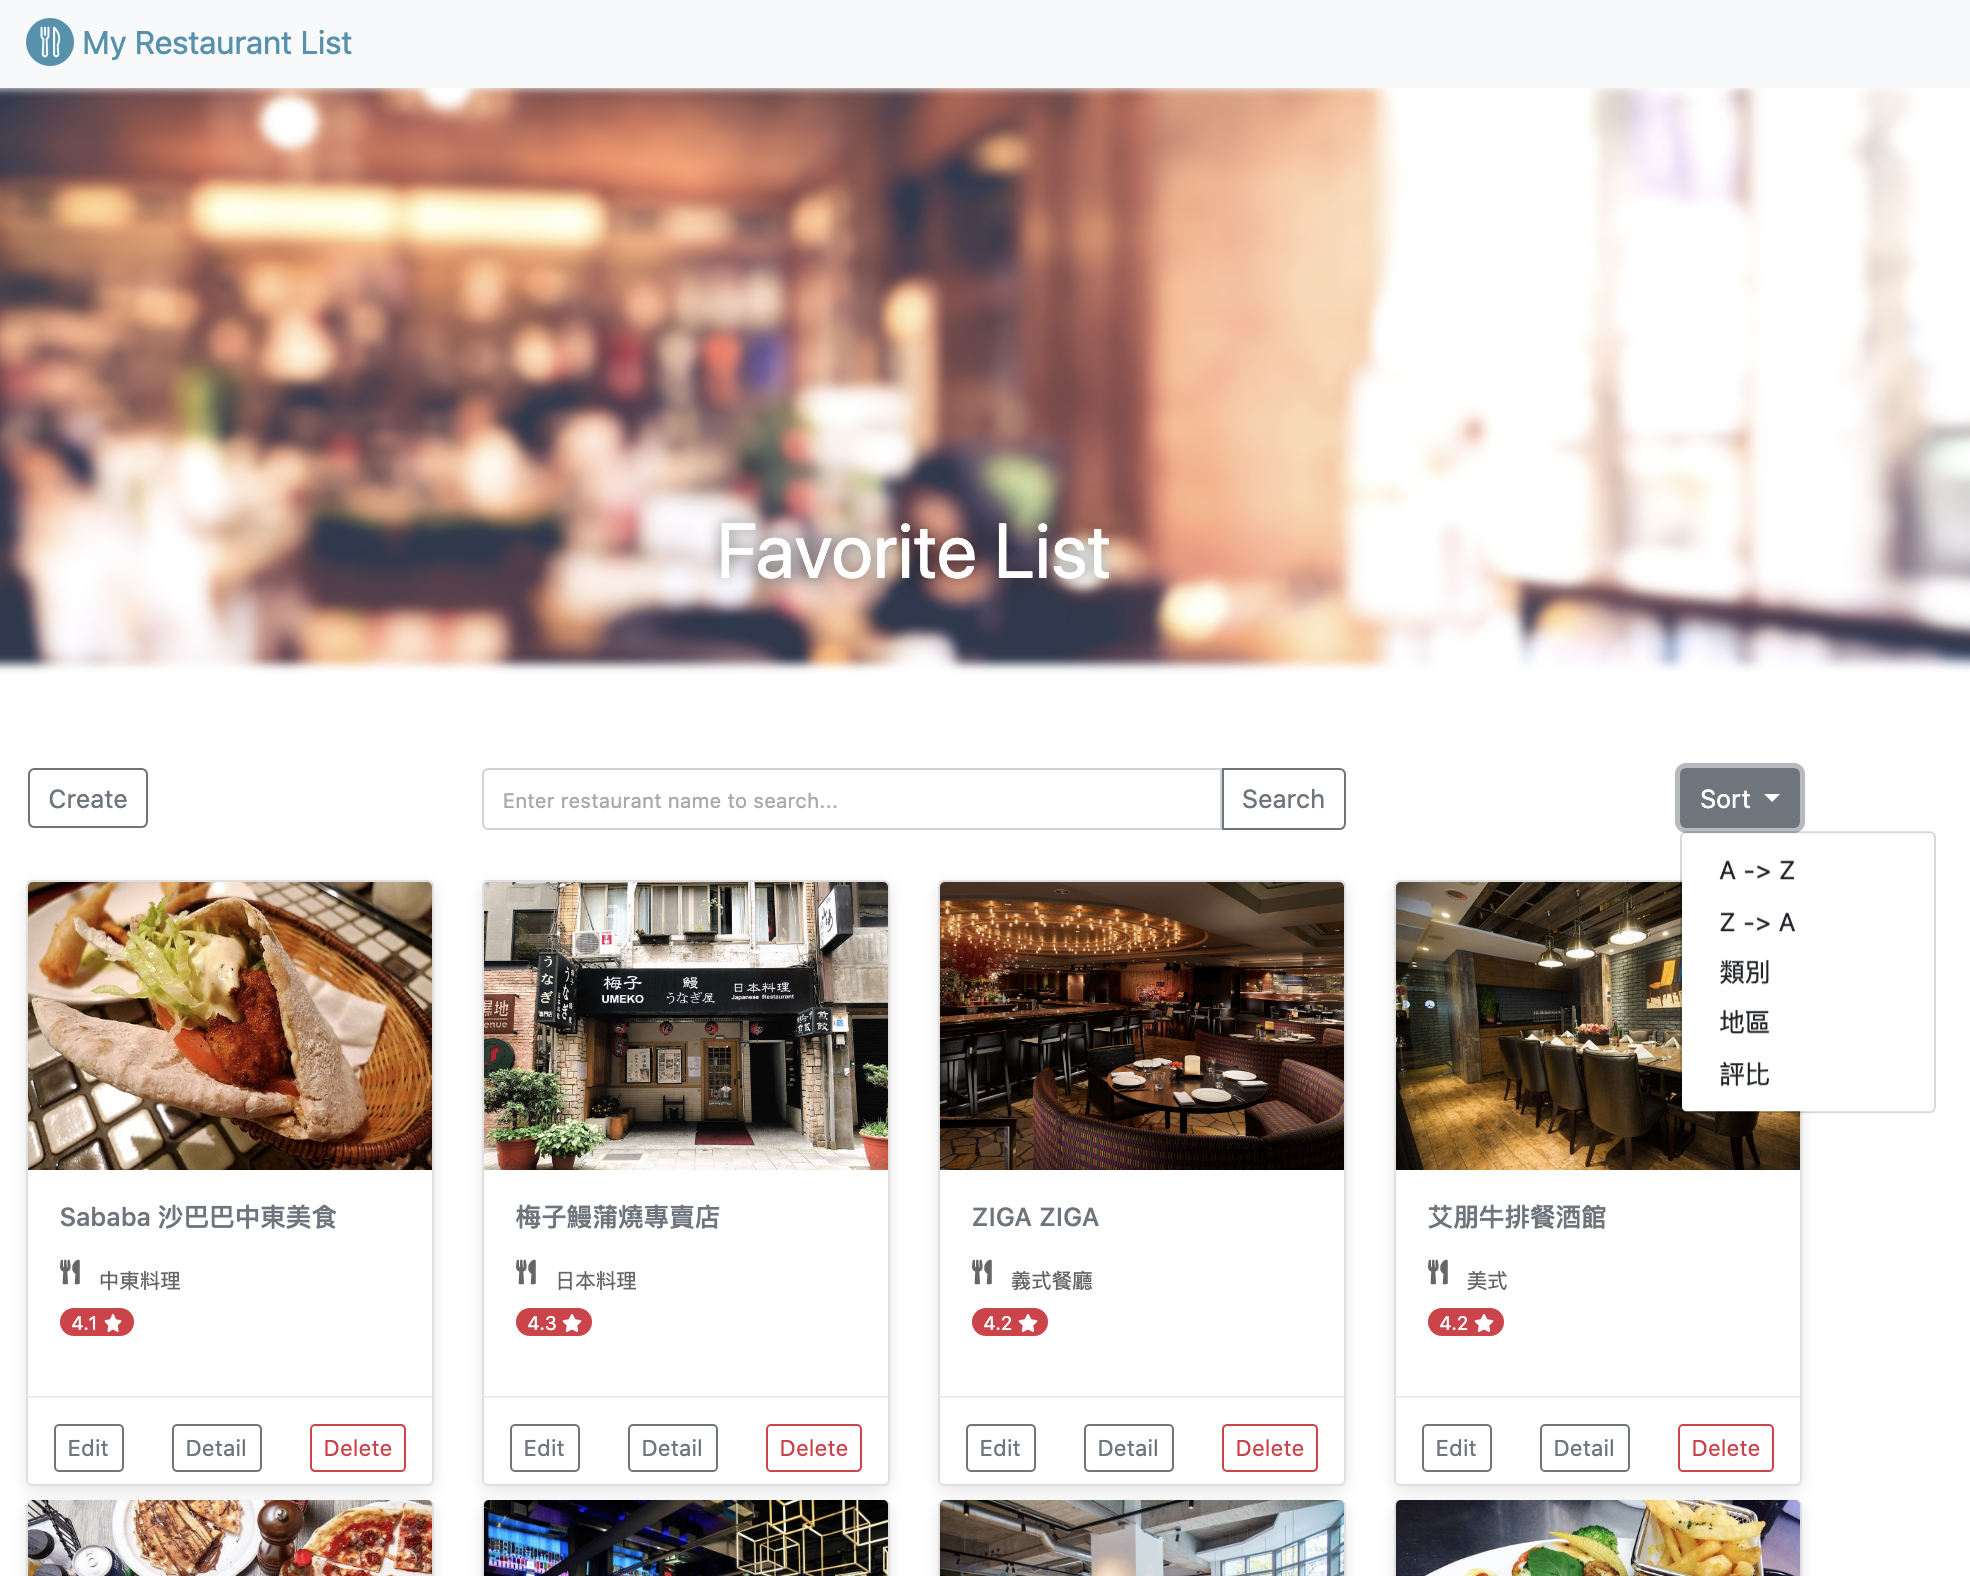 My Restaurant List
Favorite List
Create
Enter restaurant name to search...
Search
Sort
A -> Z
Z -> A
類別
地區
評比
梅子
UMEKO
鰻
うなぎ屋
日本料理
Japanese Restaurant
うなぎ
Sababa 沙巴巴中東美食
中東料理
4.1
Edit
Detail
Delete
梅子鰻蒲燒專賣店
日本料理
4.3
Edit
Detail
Delete
ZIGA ZIGA
義式餐廳
4.2
Edit
Detail
Delete
艾朋牛排餐酒館
美式
4.2
Edit
Detail
Delete